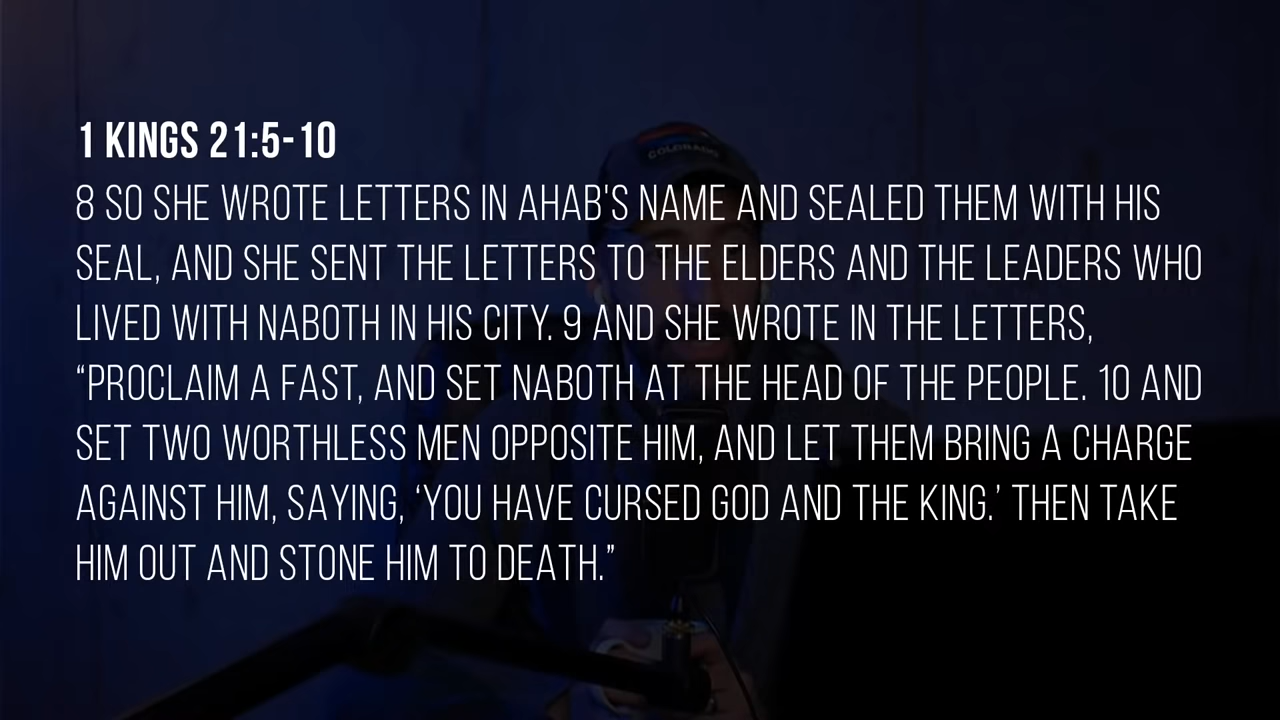 COLORADO
1 KINGS 21:5-10
8 SO SHE WROTE LETTERS IN AHAB'S NAME AND SEALED THEM WITH HIS
SEAL, AND SHE SENT THE LETTERS TO THE ELDERS AND THE LEADERS WHO
LIVED WITH NABOTH IN HIS CITY. 9 AND SHE WROTE IN THE LETTERS,
“PROCLAIM A FAST, AND SET NABOTH AT THE HEAD OF THE PEOPLE. 10 AND
SET TWO WORTHLESS MEN OPPOSITE HIM, AND LET THEM BRING A CHARGE
AGAINST HIM, SAYING, ‘YOU HAVE CURSED GOD AND THE KING.’ THEN TAKE
HIM OUT AND STONE HIM TO DEATH.”